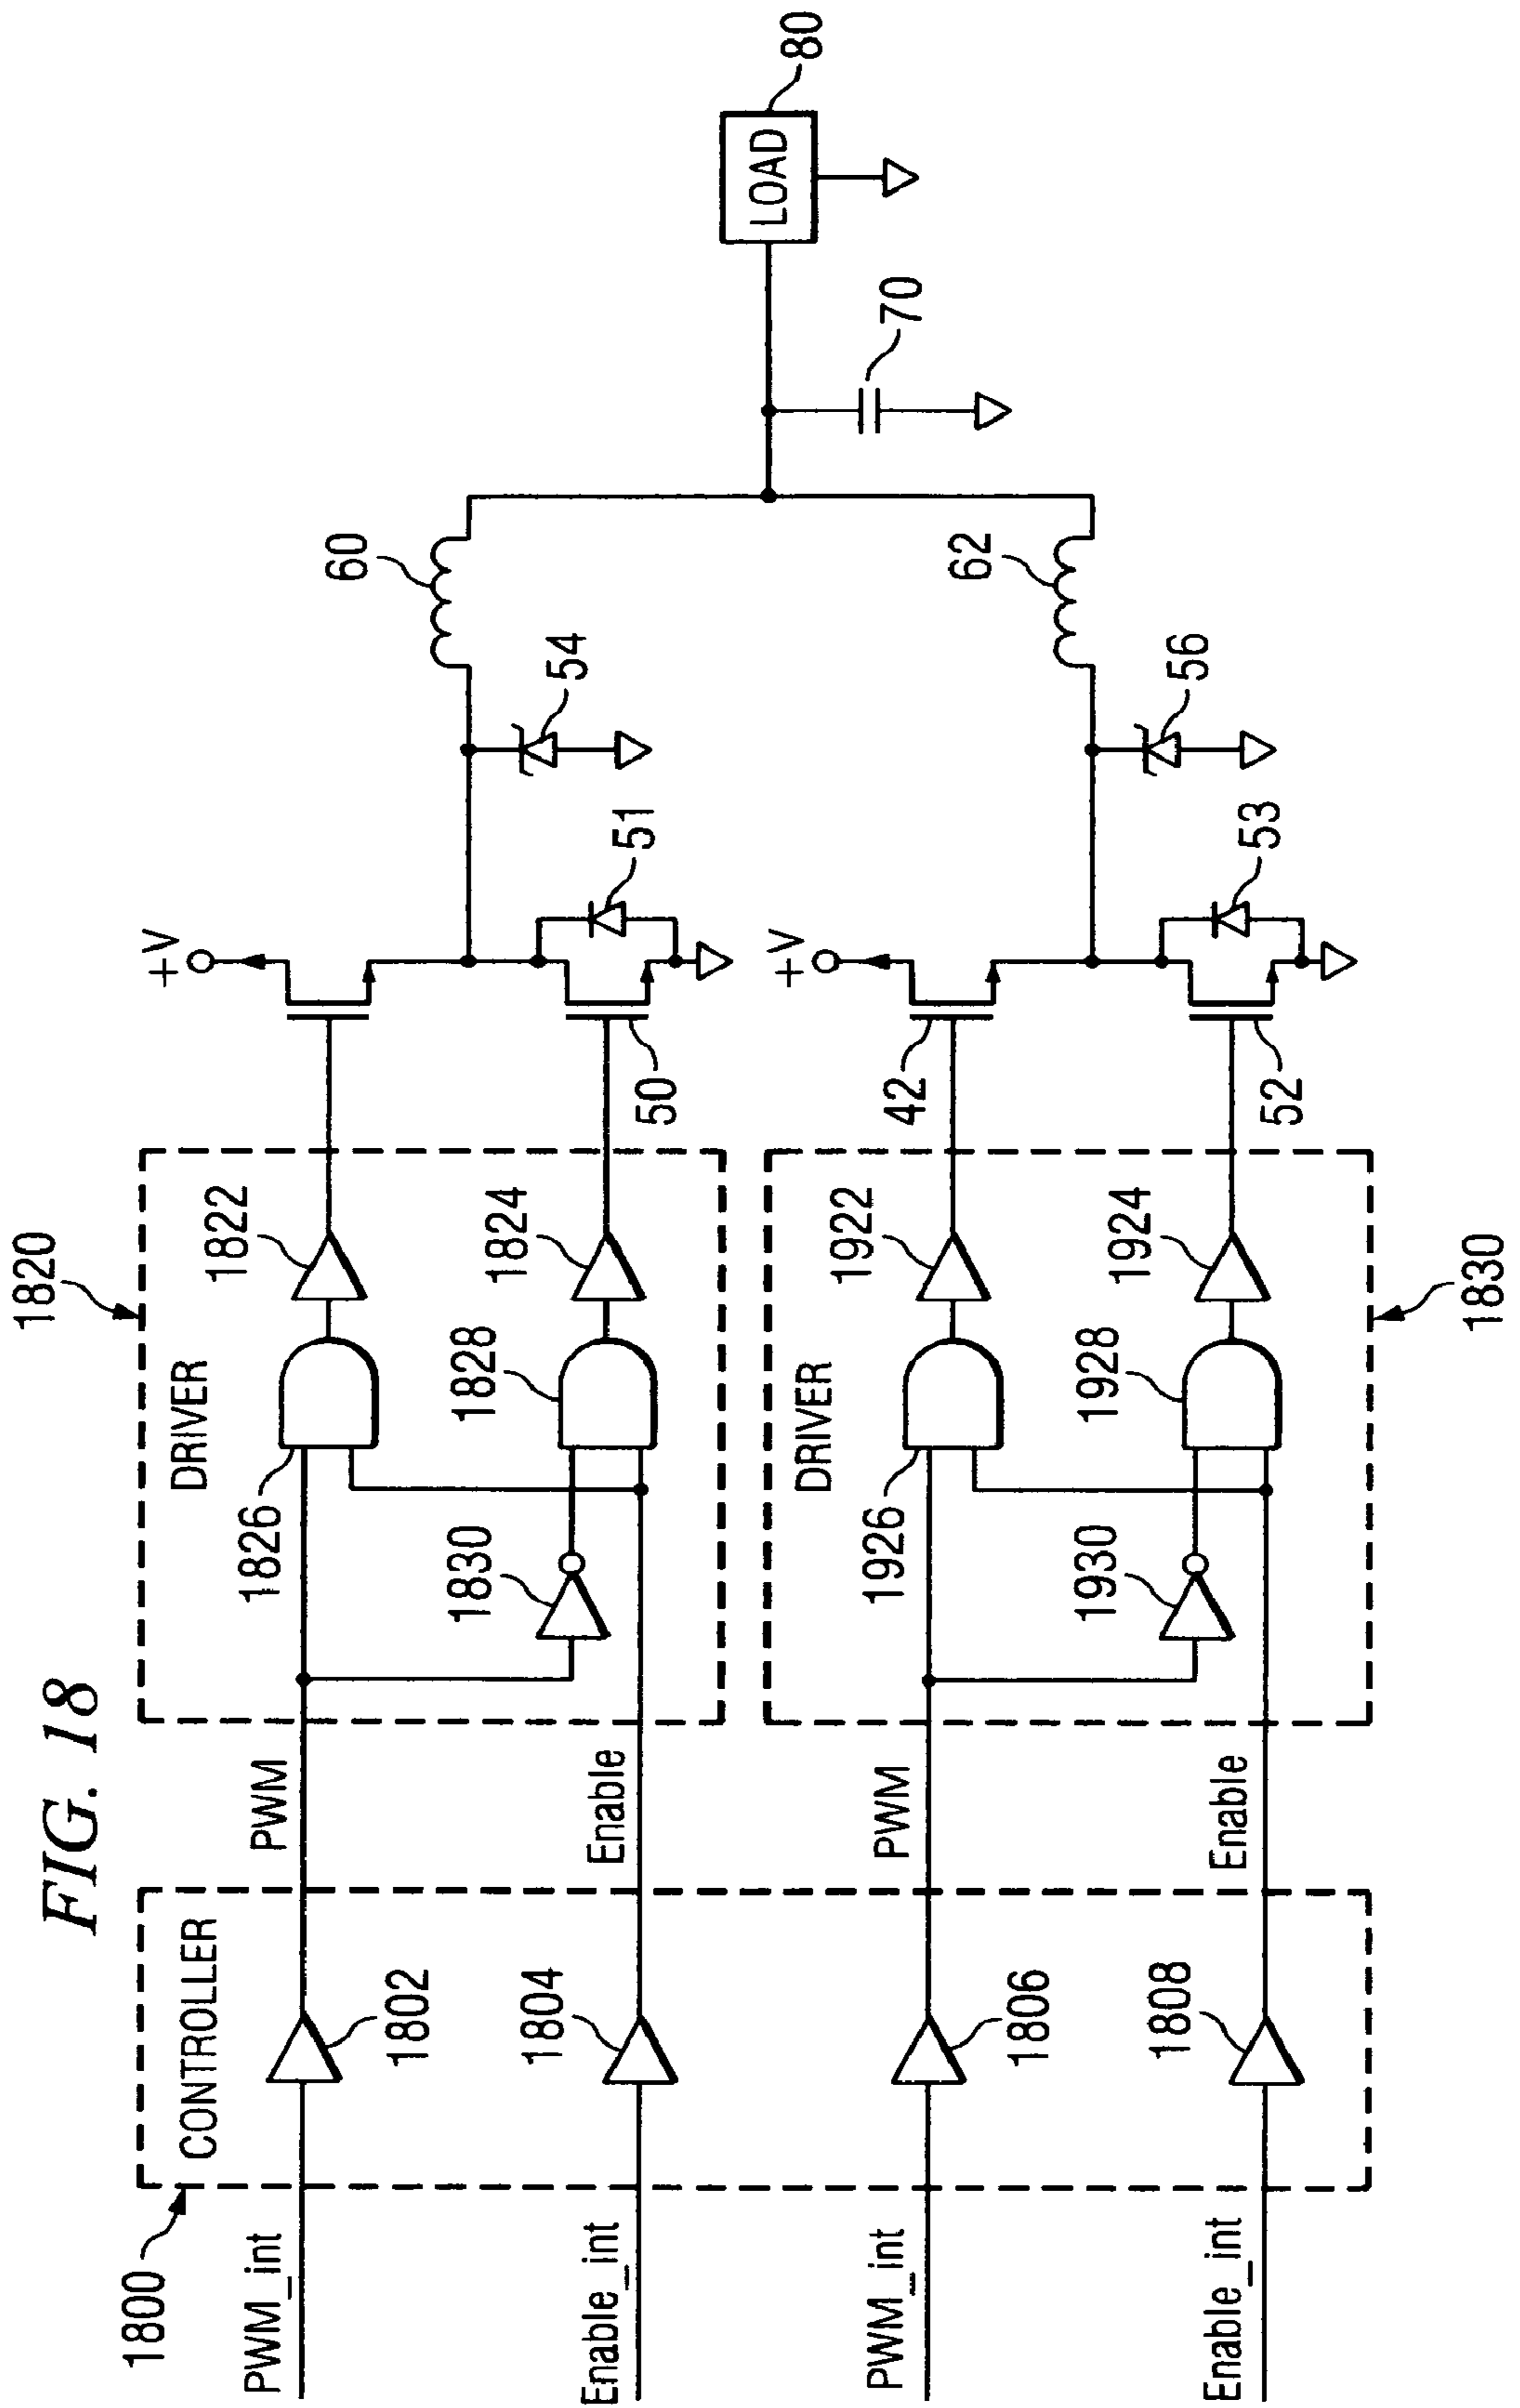 FIG. 18
1800
CONTROLLER
PWM_int
1802
PWM
Enable_int
1804
Enable
PWM_int
1806
PWM
Enable_int
1808
Enable
1820
DRIVER
1826
1822
1830
1828
1824
+V
50
51
54
60
DRIVER
1926
1922
1930
1928
1924
1830
+V
42
52
53
56
62
70
LOAD
80